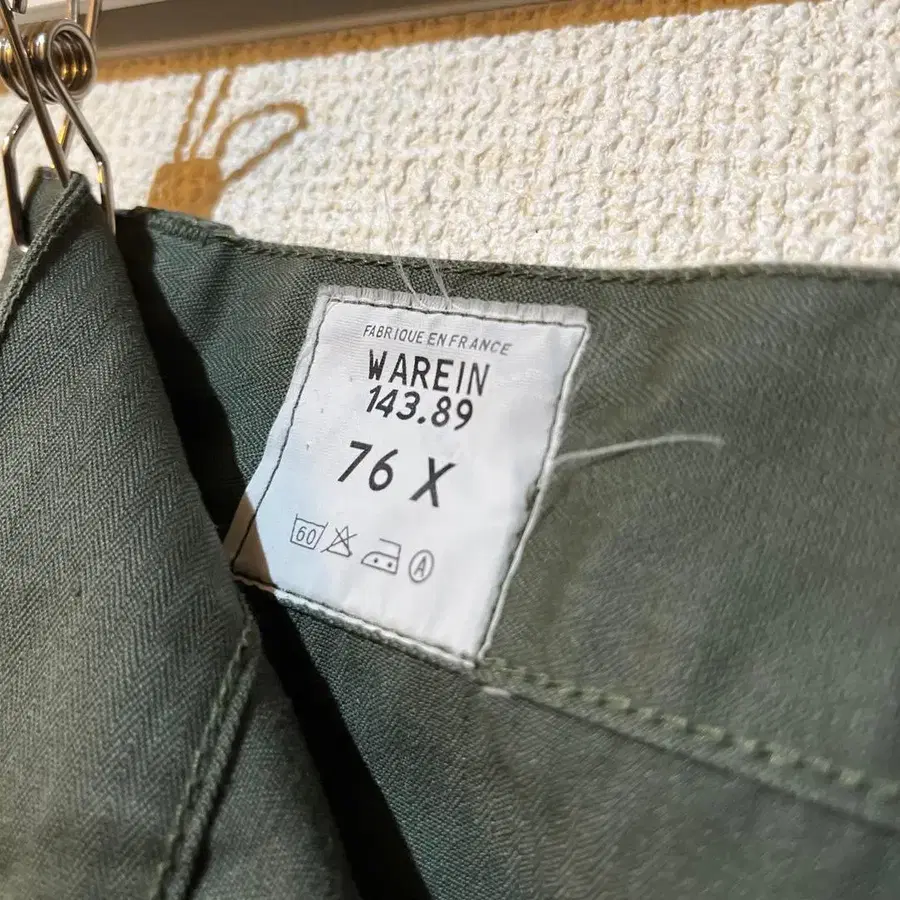 FABRIQUE EN FRANCE
WAREIN
143.89
76 X
60 A